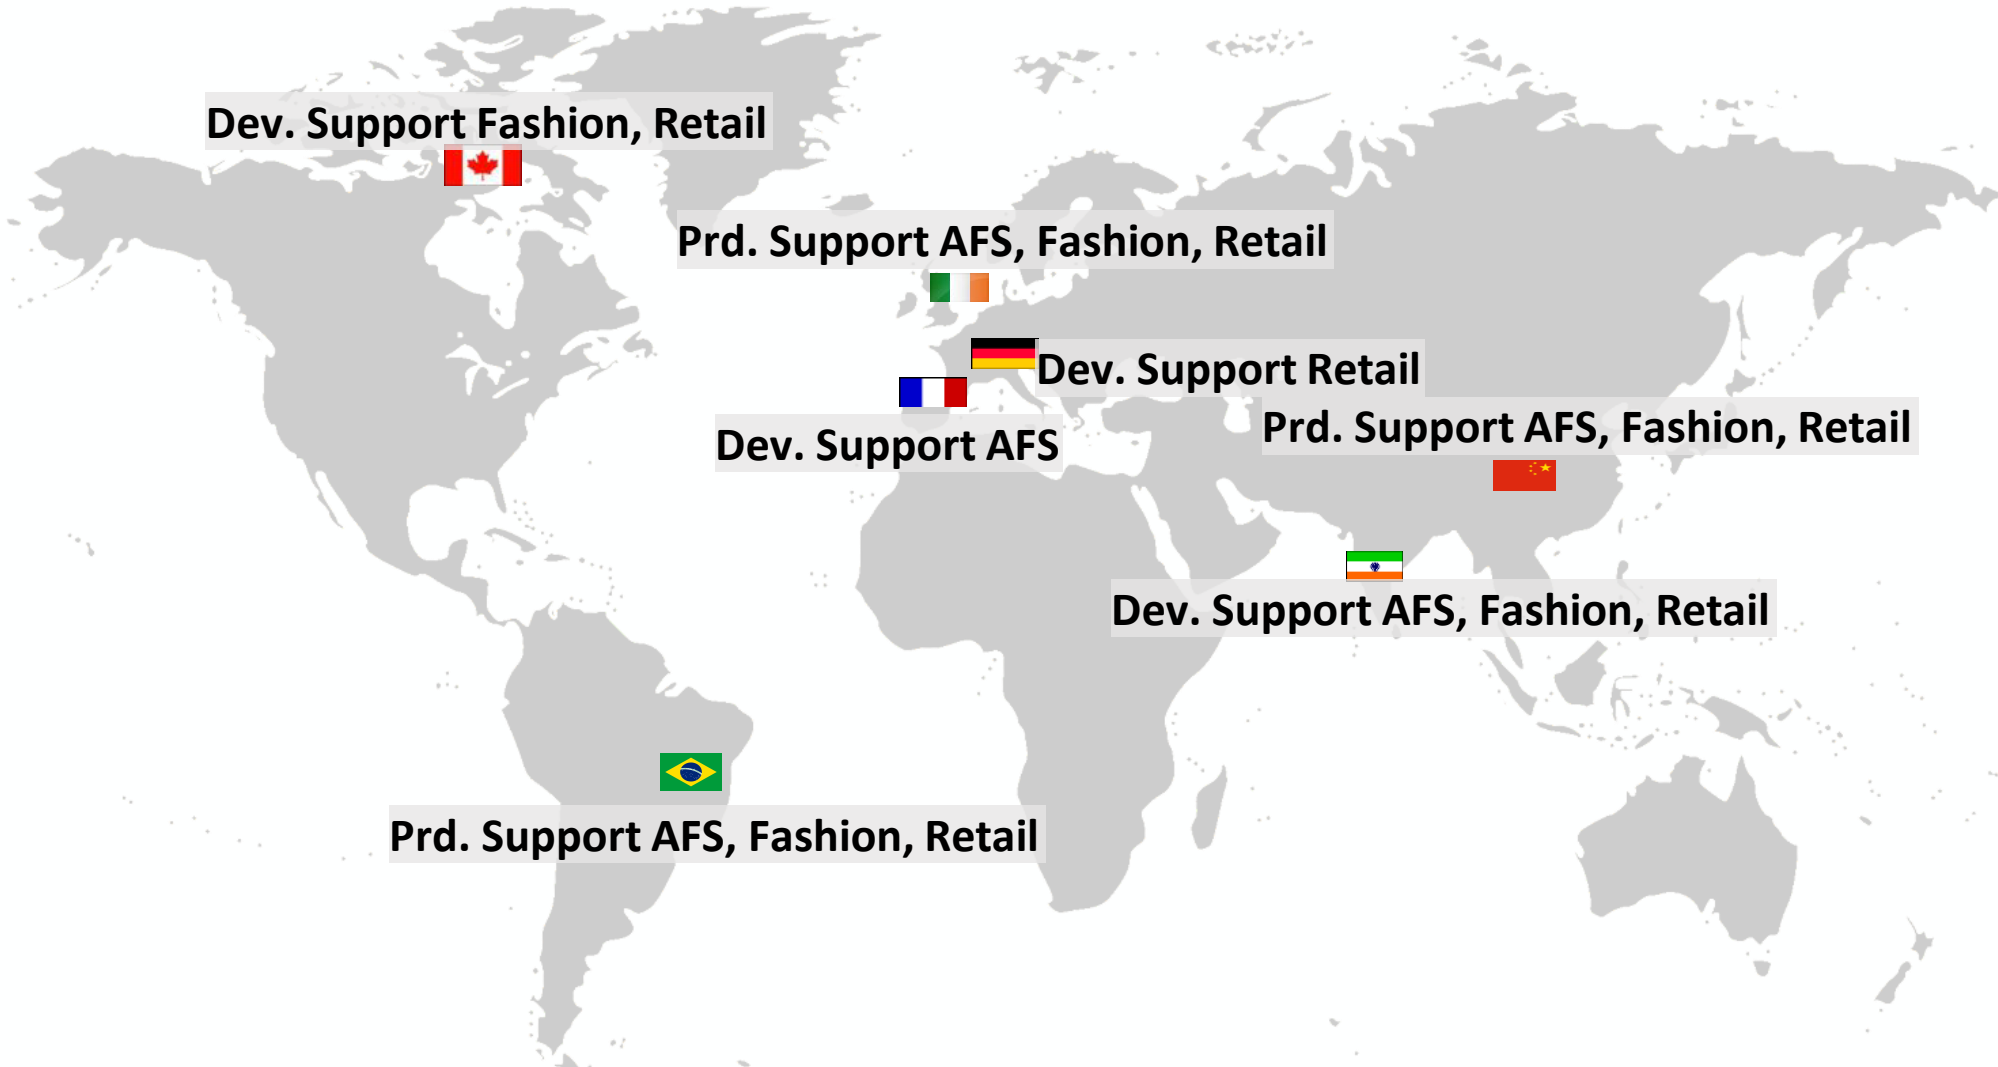 Dev. Support Fashion, Retail
Prd. Support AFS, Fashion, Retail
Dev. Support Retail
Prd. Support AFS, Fashion, Retail
Dev. Support AFS
Dev. Support AFS, Fashion, Retail
Prd. Support AFS, Fashion, Retail